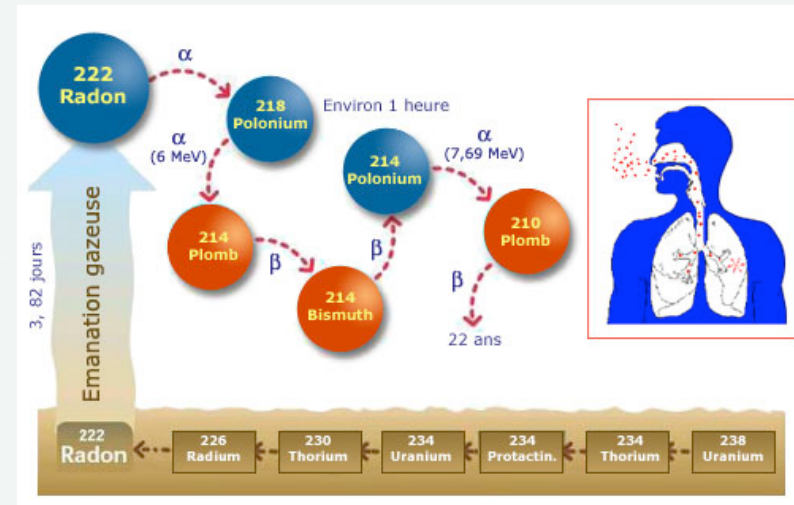 222
Radon
α
218
Polonium
Environ 1 heure
α
(6 MeV)
214
Polonium
α
(7,69 MeV)
214
Plomb
β
214
Bismuth
β
210
Plomb
β
22 ans
3, 82 jours
Emanation gazeuse
222
Radon
226
Radium
230
Thorium
234
Uranium
234
Protactin.
234
Thorium
238
Uranium